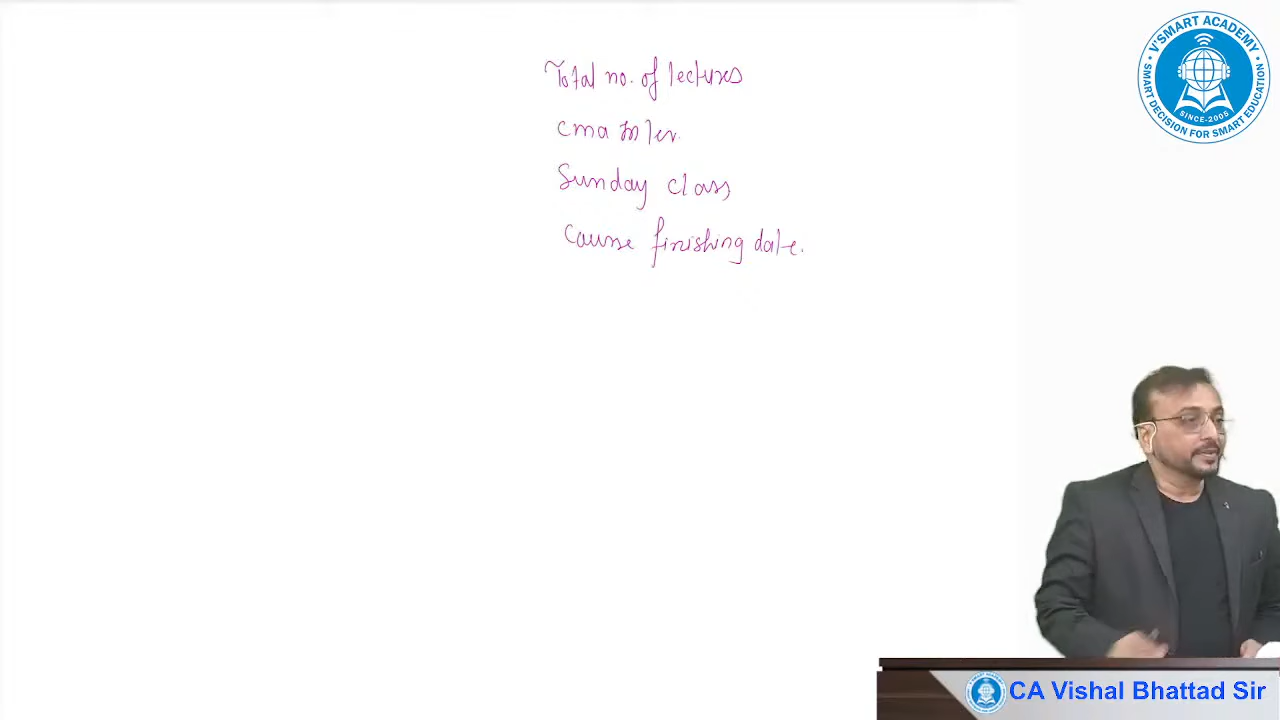 Total no. of lectures
cma Inter.
Sunday class
Course finishing date.
V'SMART ACADEMY
SINCE-2005
SMART DECISION FOR SMART EDUCATION
CA Vishal Bhattad Sir